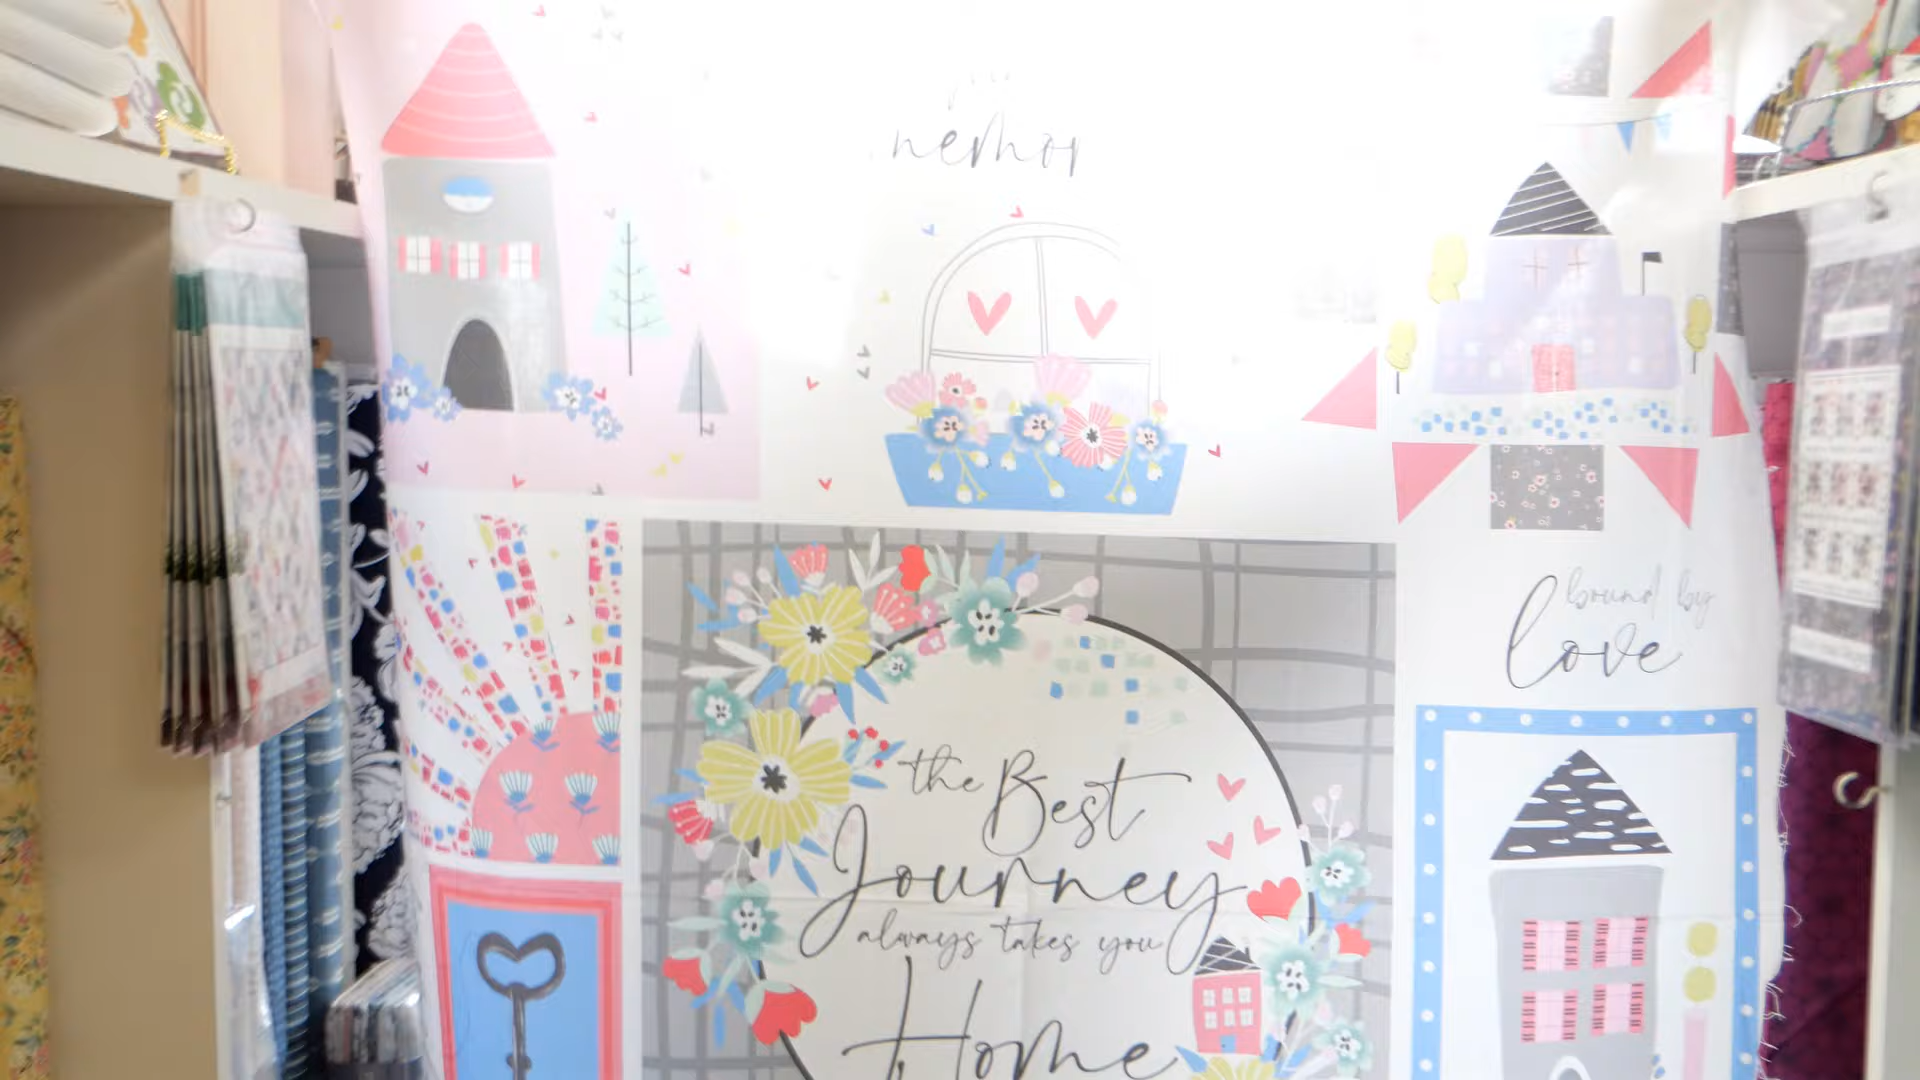 bound by
love
the Best
Journey
always takes you
Home